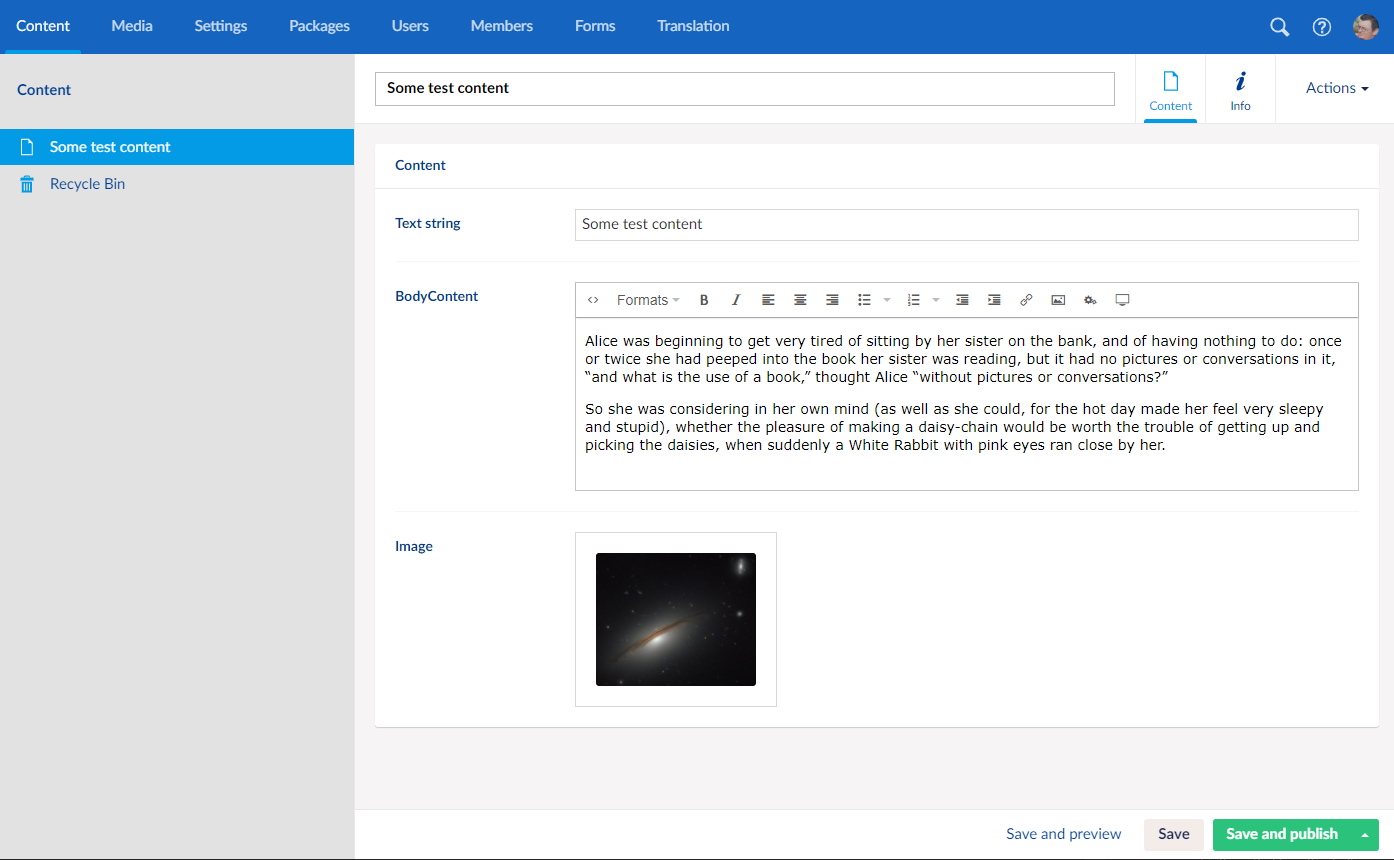 Content Media Settings Packages Users Members Forms Translation
Content
Some test content
Recycle Bin
Some test content
Content
Info
Actions
Content
Text string
Some test content
BodyContent
Formats
Alice was beginning to get very tired of sitting by her sister on the bank, and of having nothing to do: once
or twice she had peeped into the book her sister was reading, but it had no pictures or conversations in it,
“and what is the use of a book,” thought Alice “without pictures or conversations?”
So she was considering in her own mind (as well as she could, for the hot day made her feel very sleepy
and stupid), whether the pleasure of making a daisy-chain would be worth the trouble of getting up and
picking the daisies, when suddenly a White Rabbit with pink eyes ran close by her.
Image
Save and preview
Save
Save and publish